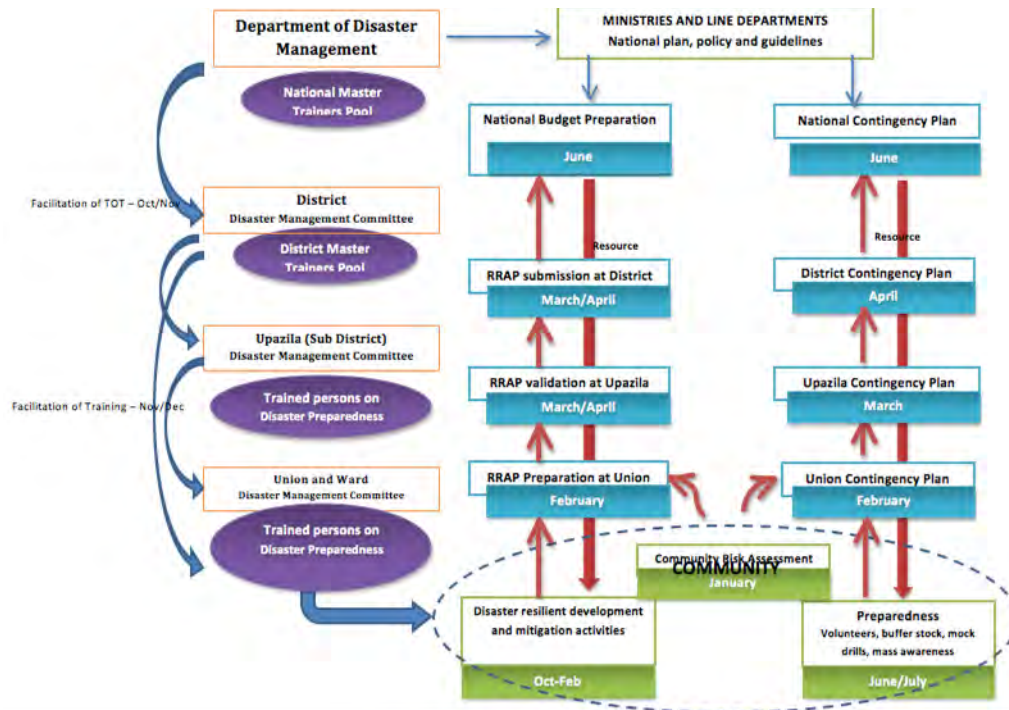 Department of Disaster
Management
National Master
Trainers Pool
MINISTRIES AND LINE DEPARTMENTS
National plan, policy and guidelines
National Budget Preparation
June
National Contingency Plan
June
Facilitation of TOT – Oct/Nov
District
Disaster Management Committee
District Master
Trainers Pool
Resource
Resource
RRAP submission at District
March/April
District Contingency Plan
April
Upazila (Sub District)
Disaster Management Committee
Trained persons on
Disaster Preparedness
Facilitation of Training – Nov/Dec
RRAP validation at Upazila
March/April
Upazila Contingency Plan
March
Union and Ward
Disaster Management Committee
Trained persons on
Disaster Preparedness
RRAP Preparation at Union
February
Union Contingency Plan
February
Community Risk Assessment
COMMUNITY
January
Disaster resilient development
and mitigation activities
Oct-Feb
Preparedness
Volunteers, buffer stock, mock
drills, mass awareness
June/July